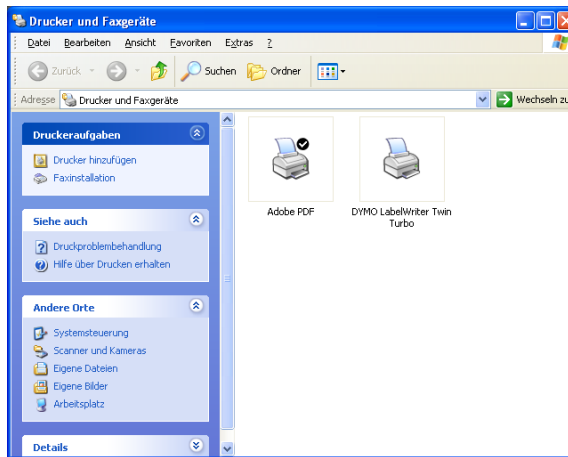 Drucker und Faxgeräte
Datei Bearbeiten Ansicht Favoriten Extras ?
Zurück Suchen Ordner
Adresse Drucker und Faxgeräte Wechseln zu
Druckeraufgaben
Drucker hinzufügen
Faxinstallation
Siehe auch
Druckproblembehandlung
Hilfe über Drucken erhalten
Andere Orte
Systemsteuerung
Scanner und Kameras
Eigene Dateien
Eigene Bilder
Arbeitsplatz
Details
Adobe PDF
DYMO LabelWriter Twin
Turbo